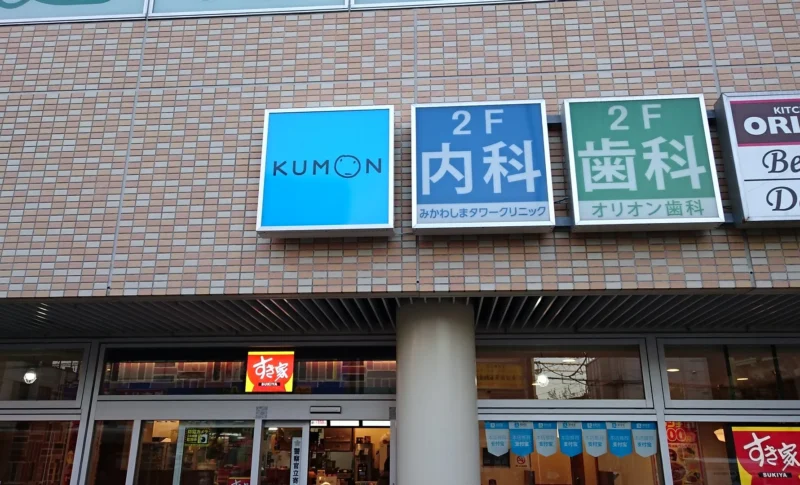 KUMON
2F
内科
みかわしまタワークリニック
2F
歯科
オリオン歯科
KITC
ORI
Be
D
すき家
SUKIYA
すき家
SUKIYA